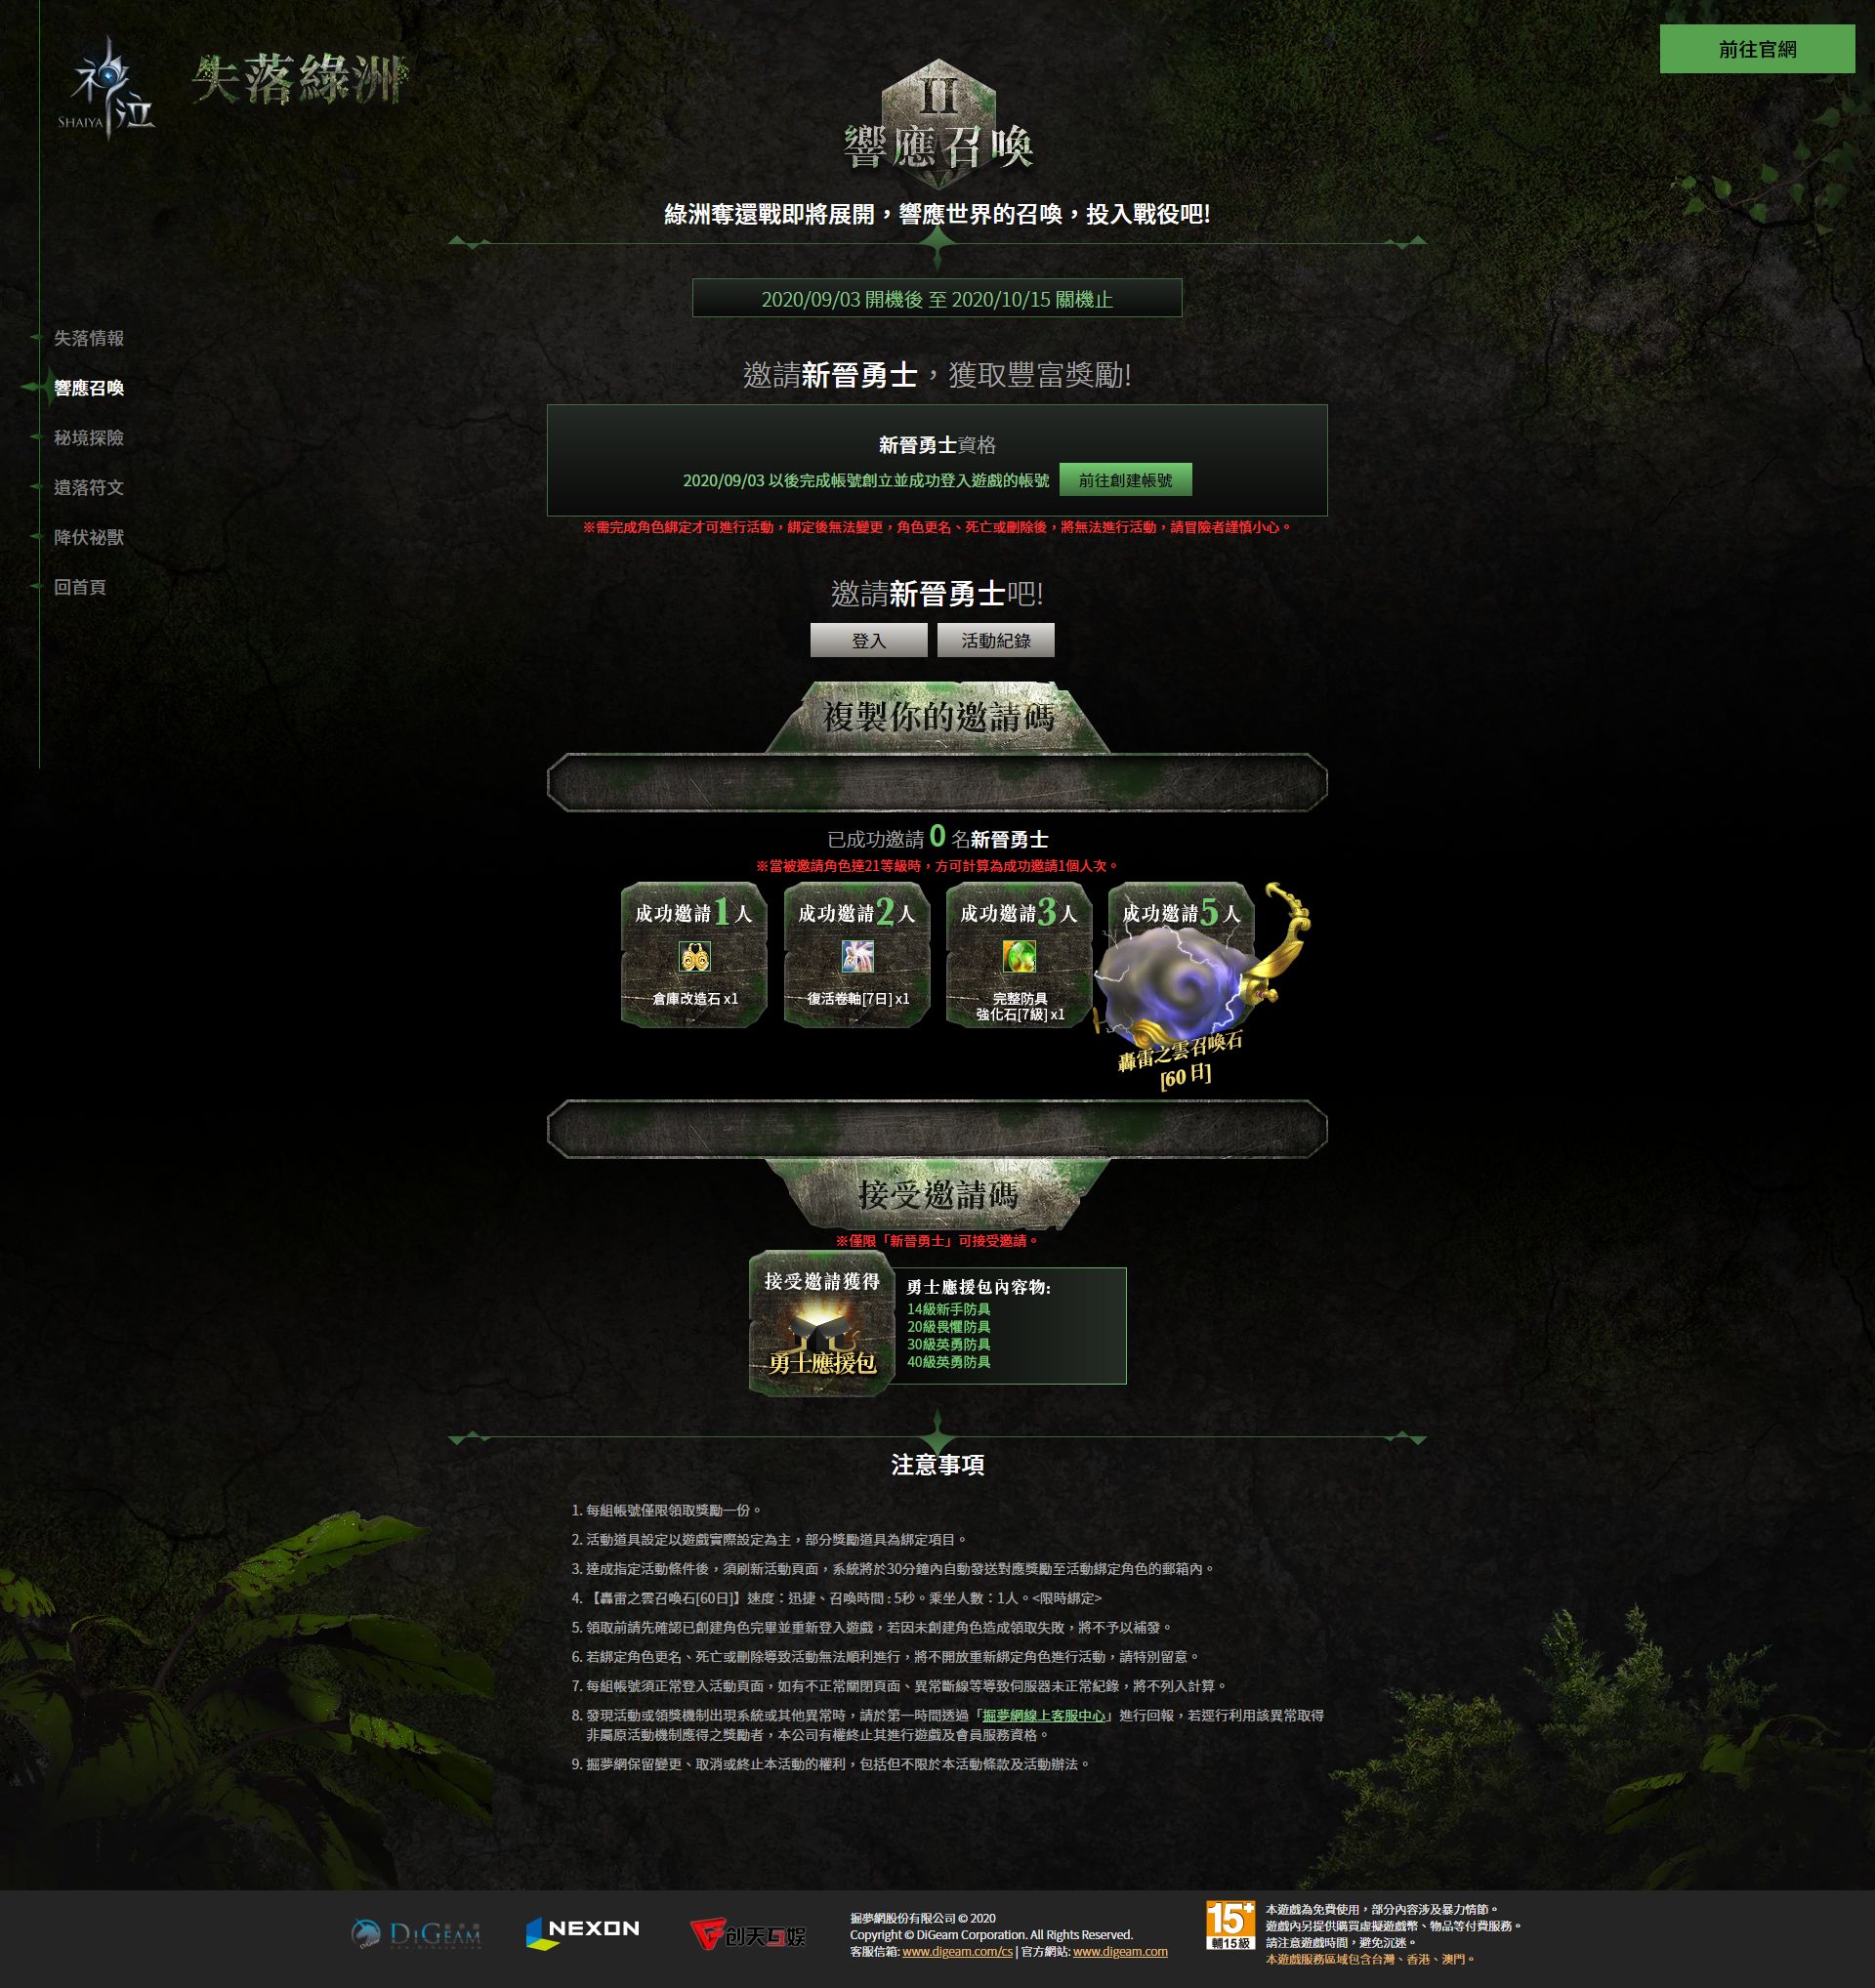 神泣
SHAIYA
失落綠洲
前往官網
II
響應召喚
綠洲奪還戰即將展開，響應世界的召喚，投入戰役吧!
2020/09/03 開機後 至 2020/10/15 關機止
失落情報
響應召喚
秘境探險
遺落符文
降伏祕獸
回首頁
邀請新晉勇士，獲取豐富獎勵!
新晉勇士資格
2020/09/03 以後完成帳號創立並成功登入遊戲的帳號
前往創建帳號
※需完成角色綁定才可進行活動，綁定後無法變更，角色更名、死亡或刪除後，將無法進行活動，請冒險者謹慎小心。
邀請新晉勇士吧!
登入
活動紀錄
複製你的邀請碼
已成功邀請 0 名新晉勇士
※當被邀請角色達21等級時，方可計算為成功邀請1個人次。
成功邀請1人
倉庫改造石 x1
成功邀請2人
復活卷軸[7日] x1
成功邀請3人
完整防具
強化石[7級] x1
成功邀請5人
轟雷之雲召喚石
[60日]
接受邀請碼
※僅限「新晉勇士」可接受邀請。
接受邀請獲得
勇士應援包
勇士應援包內容物:
14級新手防具
20級畏懼防具
30級英勇防具
40級英勇防具
注意事項
1. 每組帳號僅限領取獎勵一份。
2. 活動道具設定以遊戲實際設定為主，部分獎勵道具為綁定項目。
3. 達成指定活動條件後，須刷新活動頁面，系統將於30分鐘內自動發送對應獎勵至活動綁定角色的郵箱內。
4. 【轟雷之雲召喚石[60日]】速度：迅捷、召喚時間 : 5秒。乘坐人數：1人。<限時綁定>
5. 領取前請先確認已創建角色完畢並重新登入遊戲，若因未創建角色造成領取失敗，將不予以補發。
6. 若綁定角色更名、死亡或刪除導致活動無法順利進行，將不開放重新綁定角色進行活動，請特別留意。
7. 每組帳號須正常登入活動頁面，如有不正常關閉頁面、異常斷線等導致伺服器未正常紀錄，將不列入計算。
8. 發現活動或領獎機制出現系統或其他異常時，請於第一時間透過「掘夢網線上客服中心」進行回報，若逕行利用該異常取得
非屬原活動機制應得之獎勵者，本公司有權終止其進行遊戲及會員服務資格。
9. 掘夢網保留變更、取消或終止本活動的權利，包括但不限於本活動條款及活動辦法。
DIGEAM
NEXON
创天互娱
掘夢網股份有限公司 © 2020
Copyright © DiGeam Corporation. All Rights Reserved.
客服信箱: www.digeam.com/cs | 官方網站: www.digeam.com
15+
輔15級
本遊戲為免費使用，部分內容涉及暴力情節。
遊戲內另提供購買虛擬遊戲幣、物品等付費服務。
請注意遊戲時間，避免沉迷。
本遊戲服務區域包含台灣、香港、澳門。